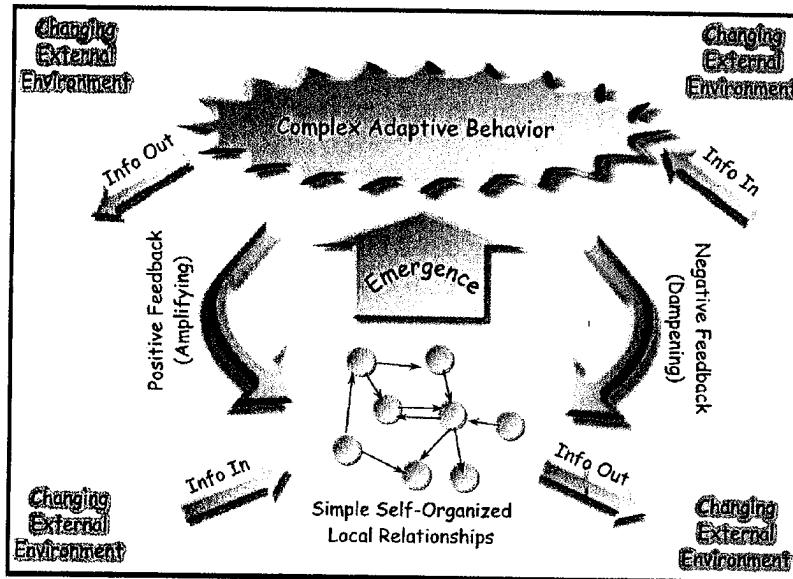 Changing
External
Environment
Changing
External
Environment
Complex Adaptive Behavior
Info Out
Info In
Emergence
Positive Feedback
(Amplifying)
Negative Feedback
(Dampening)
Info In
Info Out
Simple Self-Organized
Local Relationships
Changing
External
Environment
Changing
External
Environment